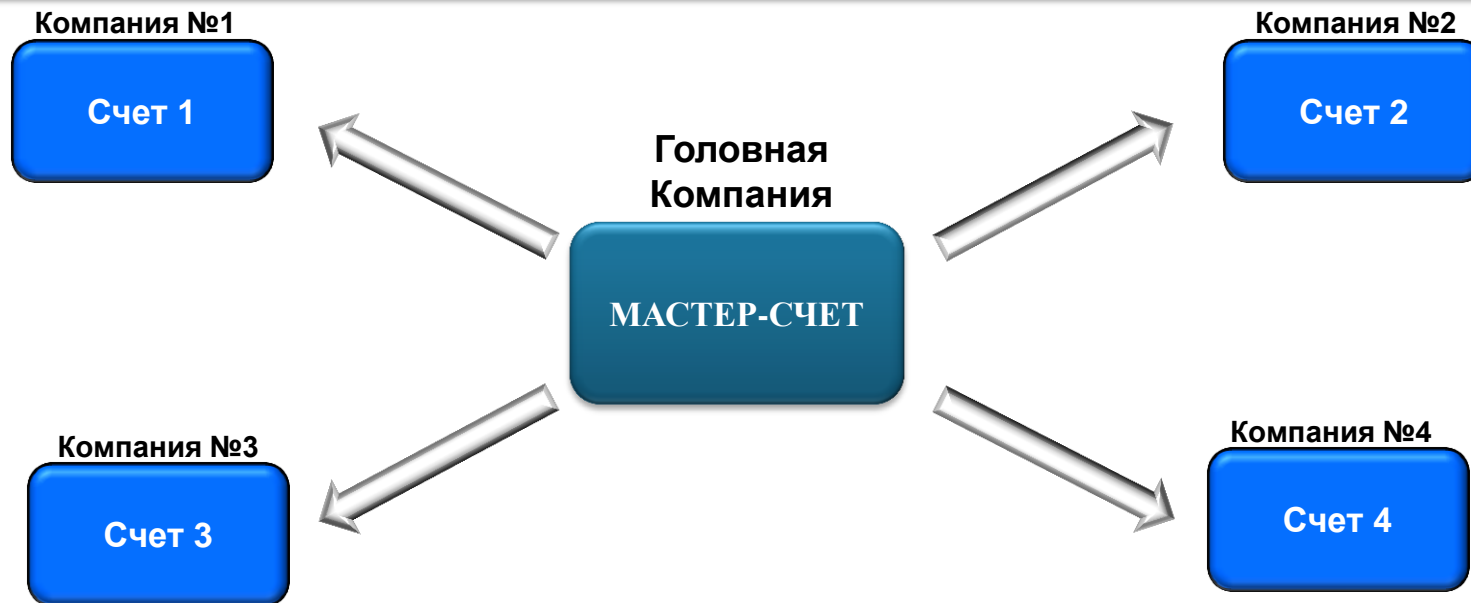 Компания №1
Компания №2
Счет 1
Счет 2
Головная
Компания
МАСТЕР-СЧЕТ
Компания №3
Компания №4
Счет 3
Счет 4